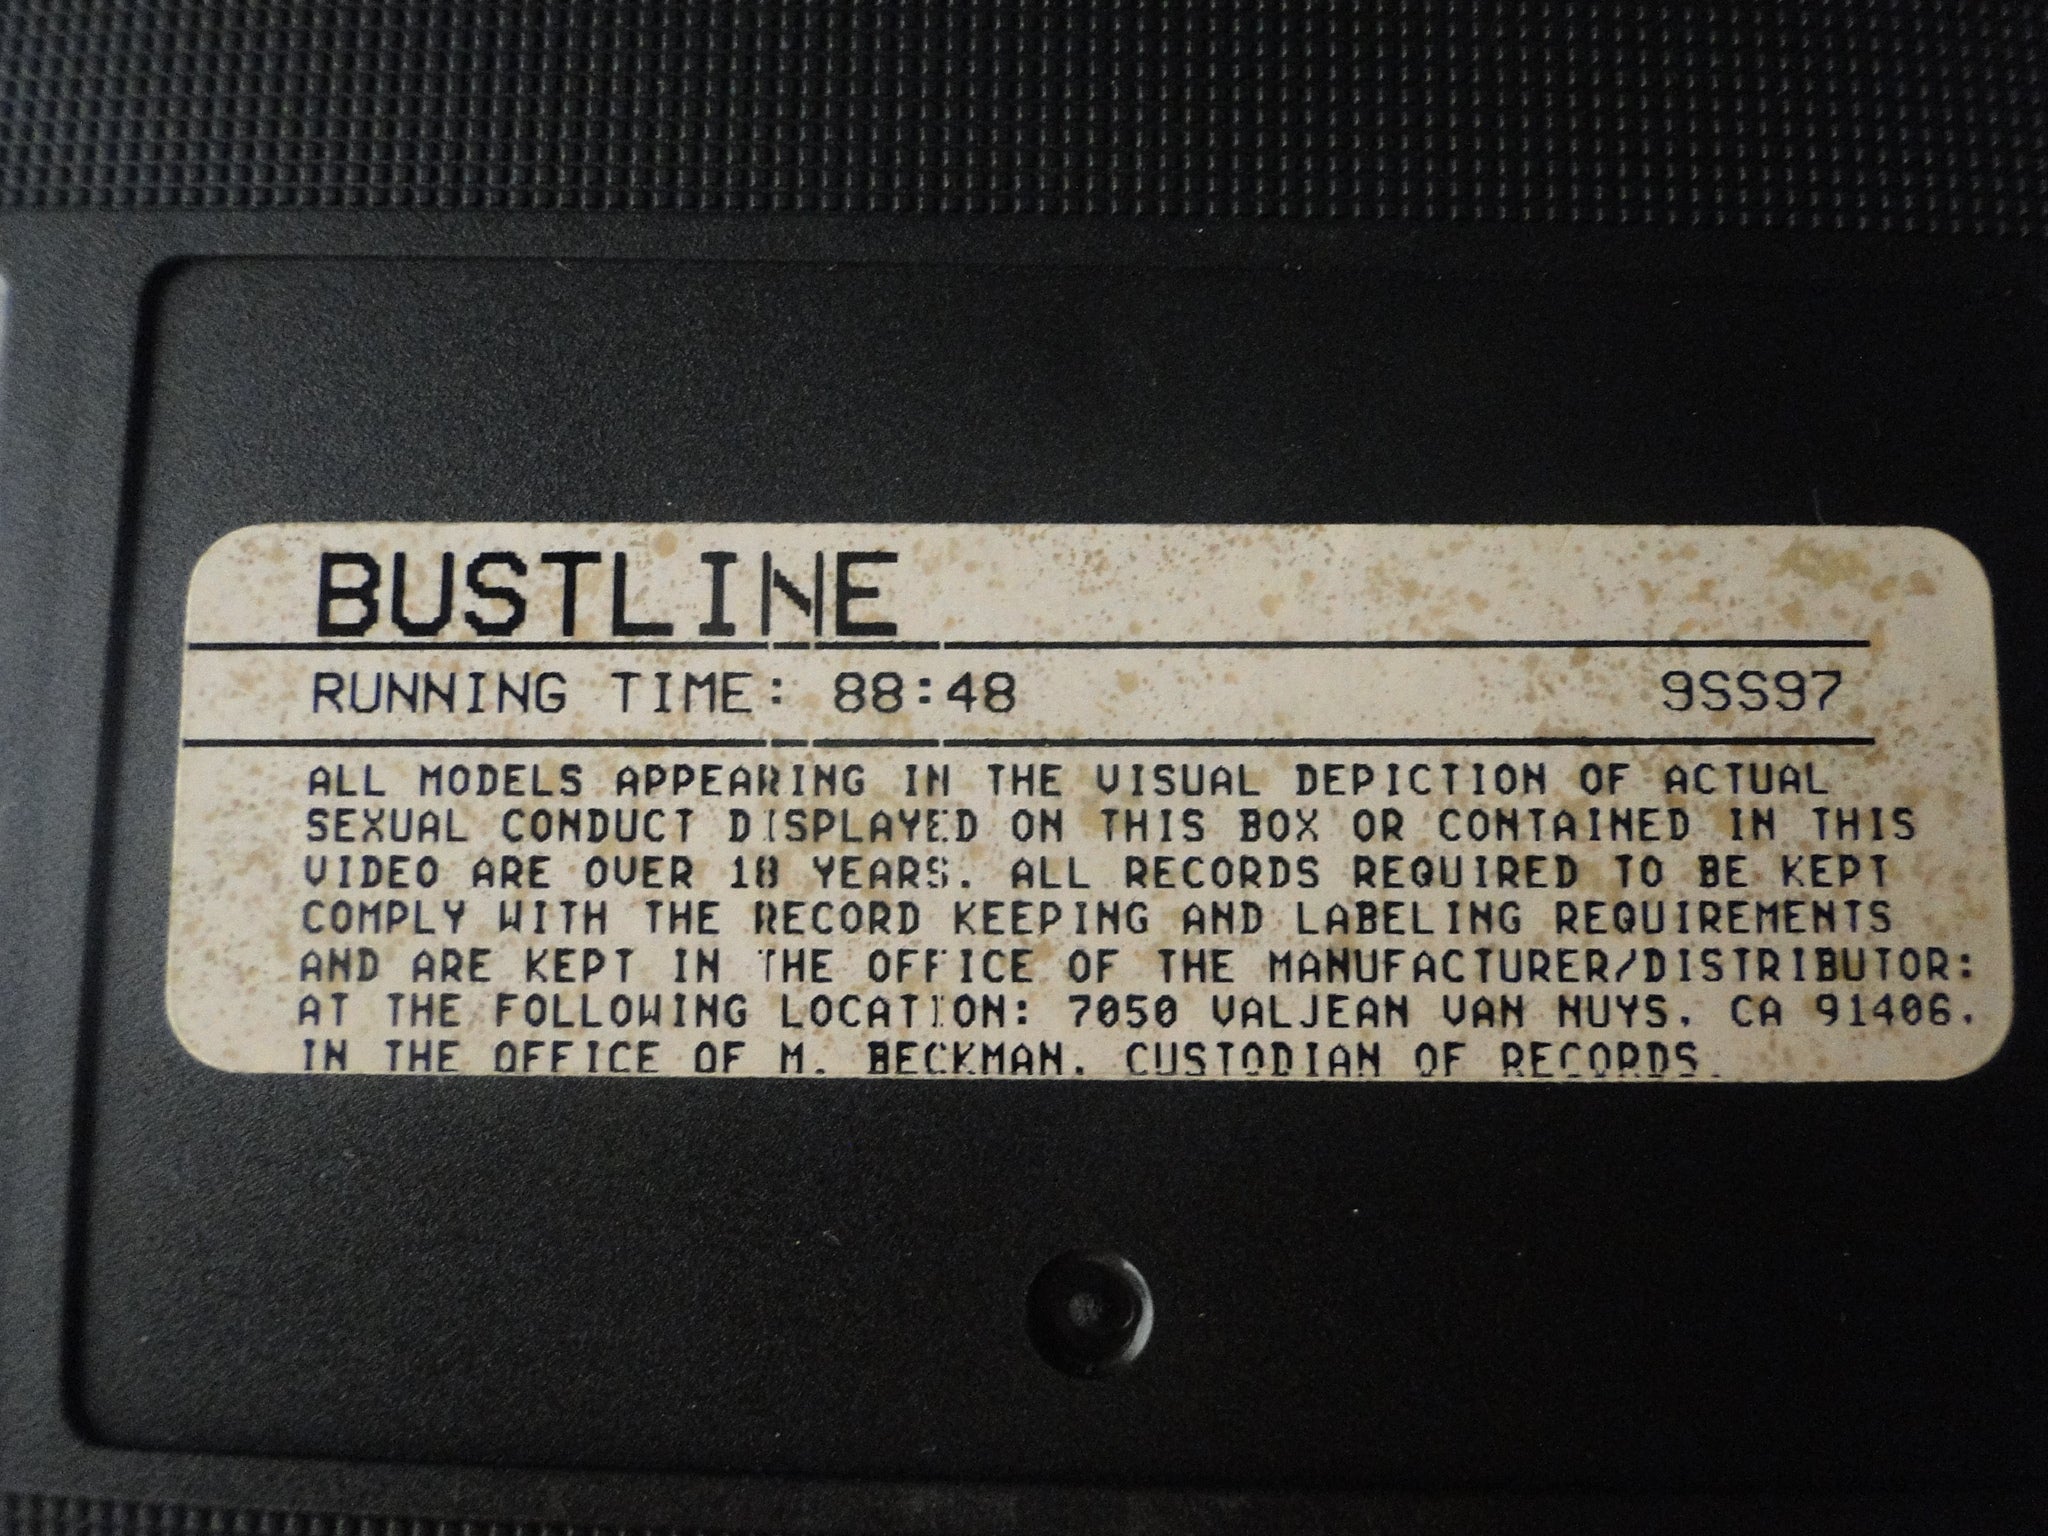 BUSTLINE
RUNNING TIME: 88:48 9SS97
ALL MODELS APPEARING IN THE VISUAL DEPICTION OF ACTUAL
SEXUAL CONDUCT DISPLAYED ON THIS BOX OR CONTAINED IN THIS
VIDEO ARE OVER 18 YEARS. ALL RECORDS REQUIRED TO BE KEPT
COMPLY WITH THE RECORD KEEPING AND LABELING REQUIREMENTS
AND ARE KEPT IN THE OFFICE OF THE MANUFACTURER/DISTRIBUTOR:
AT THE FOLLOWING LOCATION: 7050 VALJEAN VAN NUYS, CA 91406,
IN THE OFFICE OF M. BECKMAN, CUSTODIAN OF RECORDS.